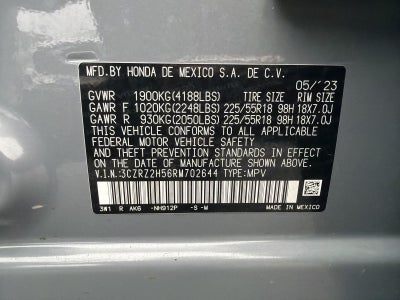 MFD.BY HONDA DE MEXICO S.A. DE C.V.
05/'23
GVWR 1900KG(4188LBS) TIRE SIZE RIM SIZE
GAWR F 1020KG(2248LBS) 225/55R18 98H 18X7.0J
GAWR R 930KG(2050LBS) 225/55R18 98H 18X7.0J
THIS VEHICLE CONFORMS TO ALL APPLICABLE
FEDERAL MOTOR VEHICLE SAFETY
AND THEFT PREVENTION STANDARDS IN EFFECT
ON THE DATE OF MANUFACTURE SHOWN ABOVE.
V.I.N.:3CZRZ2H56RM702644 TYPE:MPV
3W1 R AK6 -NH912P -S -M MADE IN MEXICO